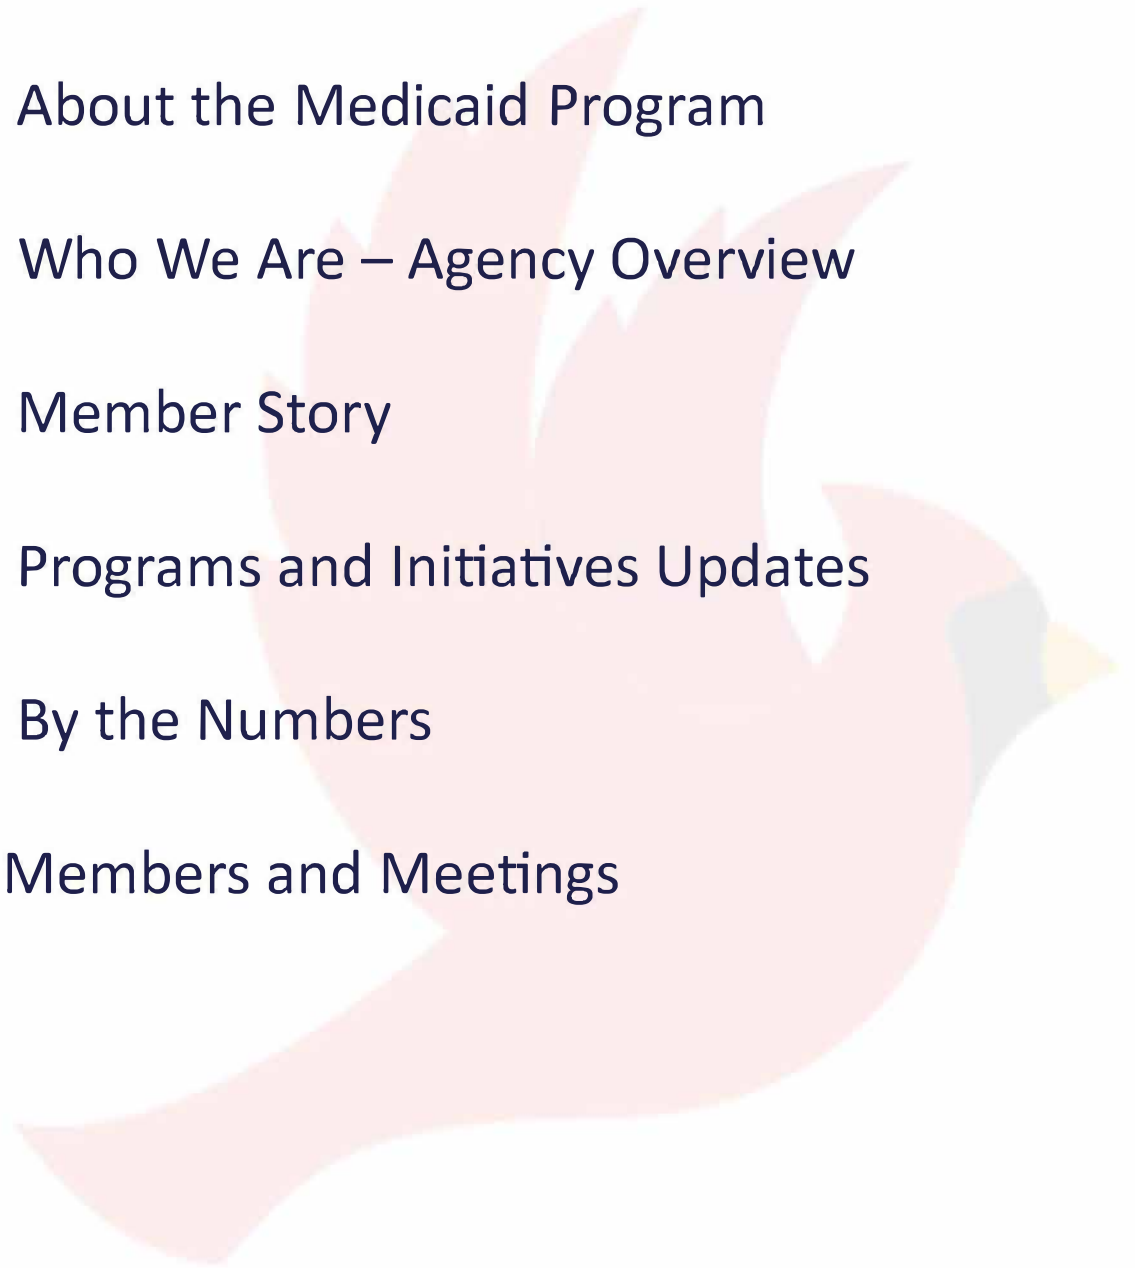 About the Medicaid Program
Who We Are – Agency Overview
Member Story
Programs and Initiatives Updates
By the Numbers
Members and Meetings